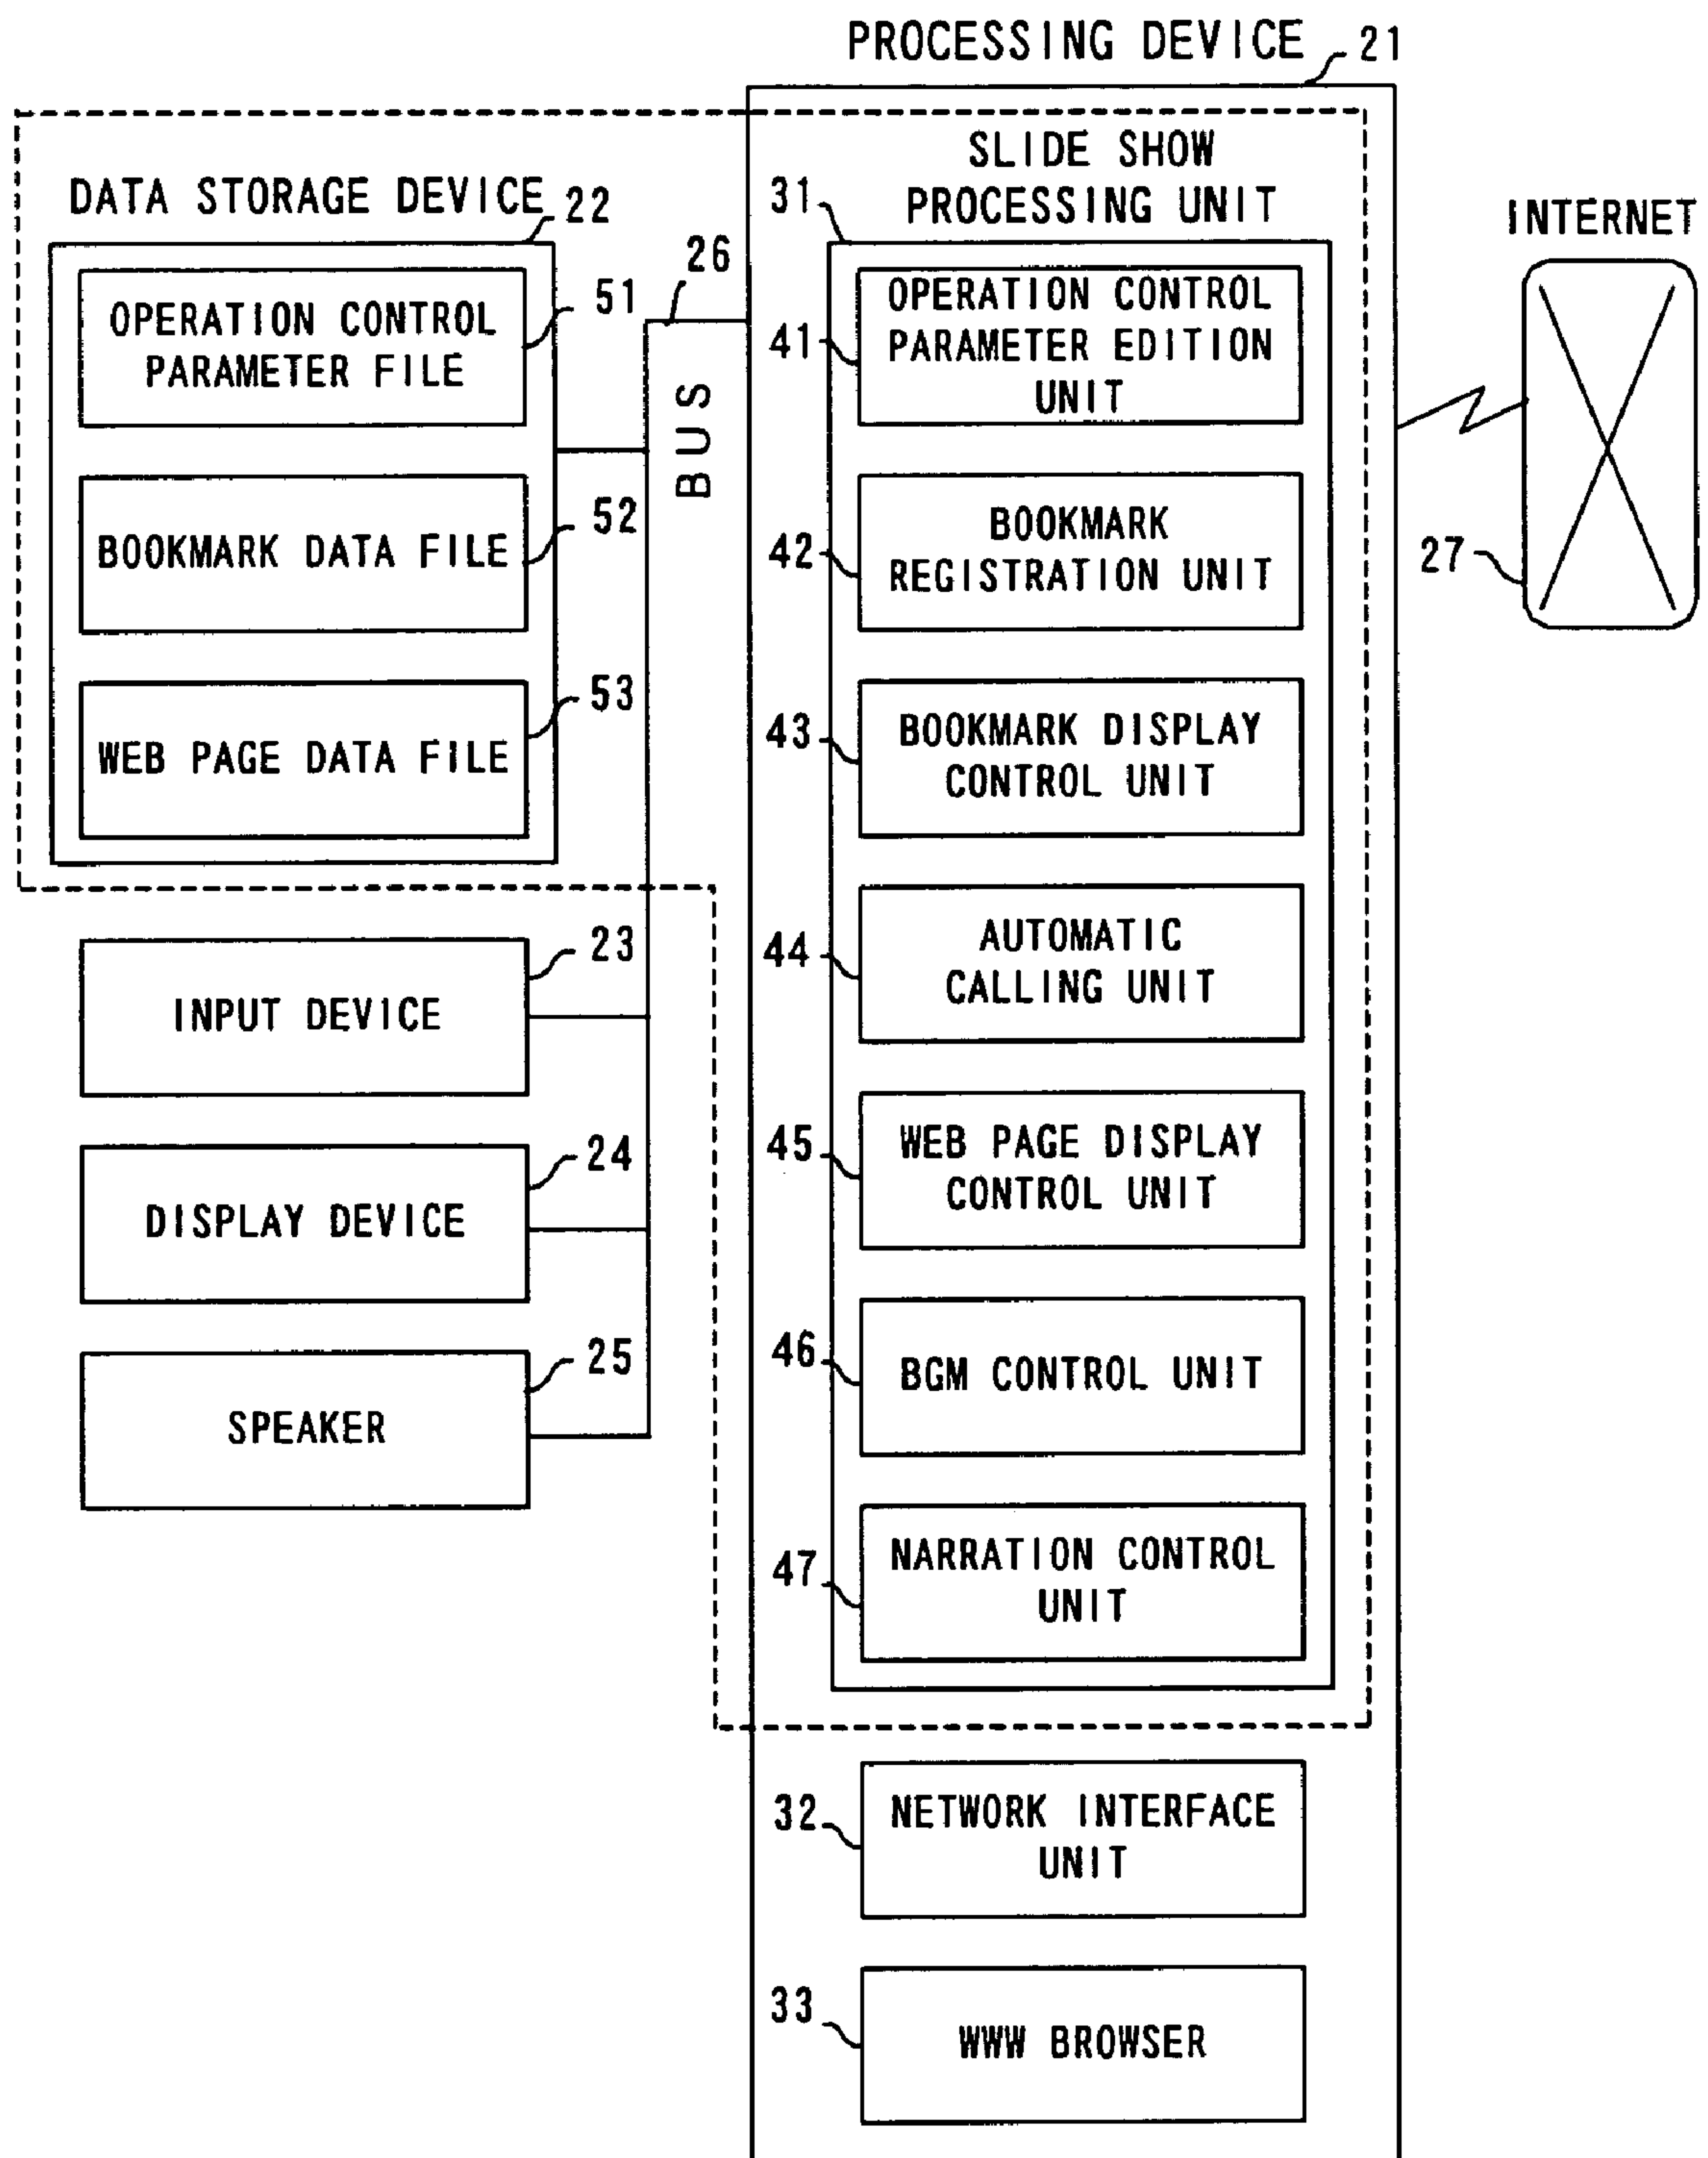 PROCESSING DEVICE
21
SLIDE SHOW
PROCESSING UNIT
31
DATA STORAGE DEVICE
22
INTERNET
26
BUS
OPERATION CONTROL
PARAMETER FILE
51
BOOKMARK DATA FILE
52
WEB PAGE DATA FILE
53
OPERATION CONTROL
PARAMETER EDITION
UNIT
41
BOOKMARK
REGISTRATION UNIT
42
27
BOOKMARK DISPLAY
CONTROL UNIT
43
AUTOMATIC
CALLING UNIT
44
INPUT DEVICE
23
WEB PAGE DISPLAY
CONTROL UNIT
45
DISPLAY DEVICE
24
BGM CONTROL UNIT
46
SPEAKER
25
NARRATION CONTROL
UNIT
47
NETWORK INTERFACE
UNIT
32
WWW BROWSER
33